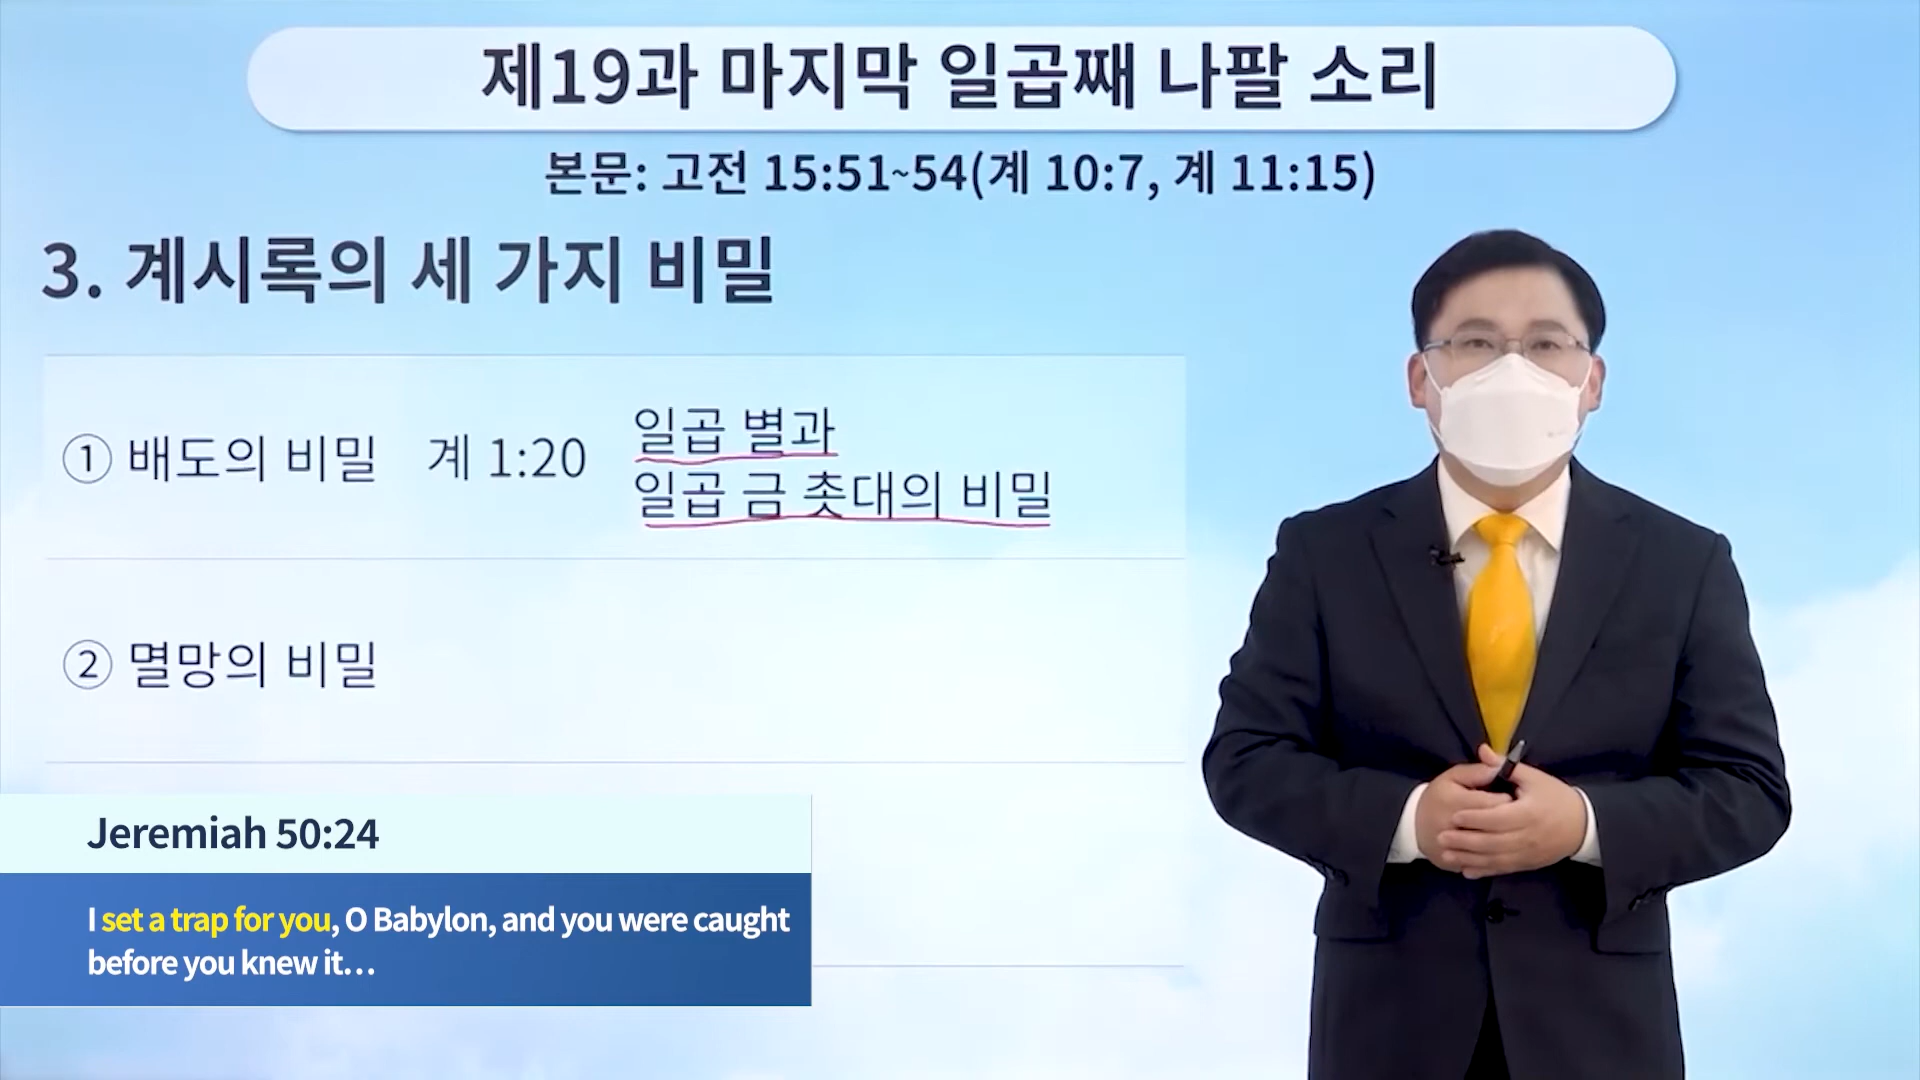 제19과 마지막 일곱째 나팔 소리
본문: 고전 15:51~54(계 10:7, 계 11:15)
3. 계시록의 세 가지 비밀
① 배도의 비밀 계 1:20 일곱 별과
일곱 금 촛대의 비밀
② 멸망의 비밀
Jeremiah 50:24
I set a trap for you, O Babylon, and you were caught
before you knew it…